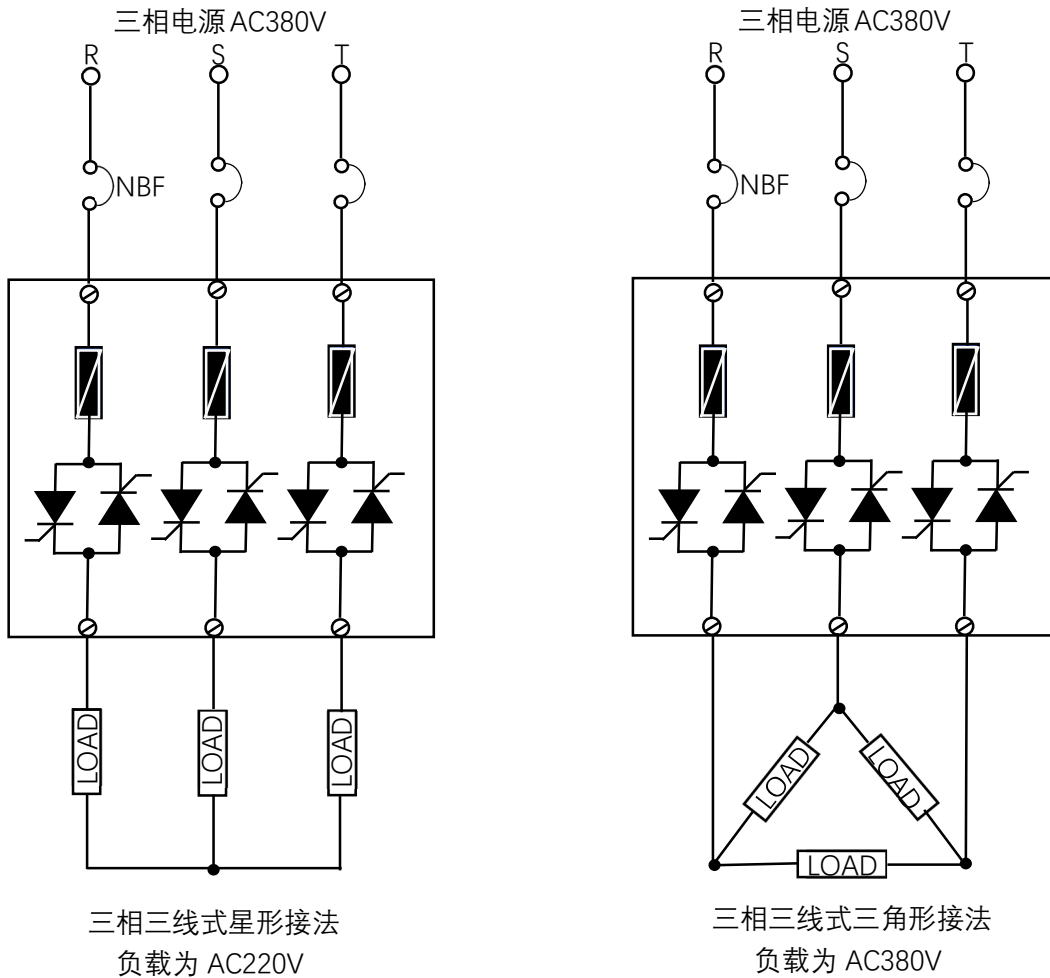 三相电源AC380V
R S T
NBF
LOAD LOAD LOAD
三相三线式星形接法
负载为 AC220V
三相电源AC380V
R S T
NBF
LOAD LOAD
LOAD
三相三线式三角形接法
负载为 AC380V